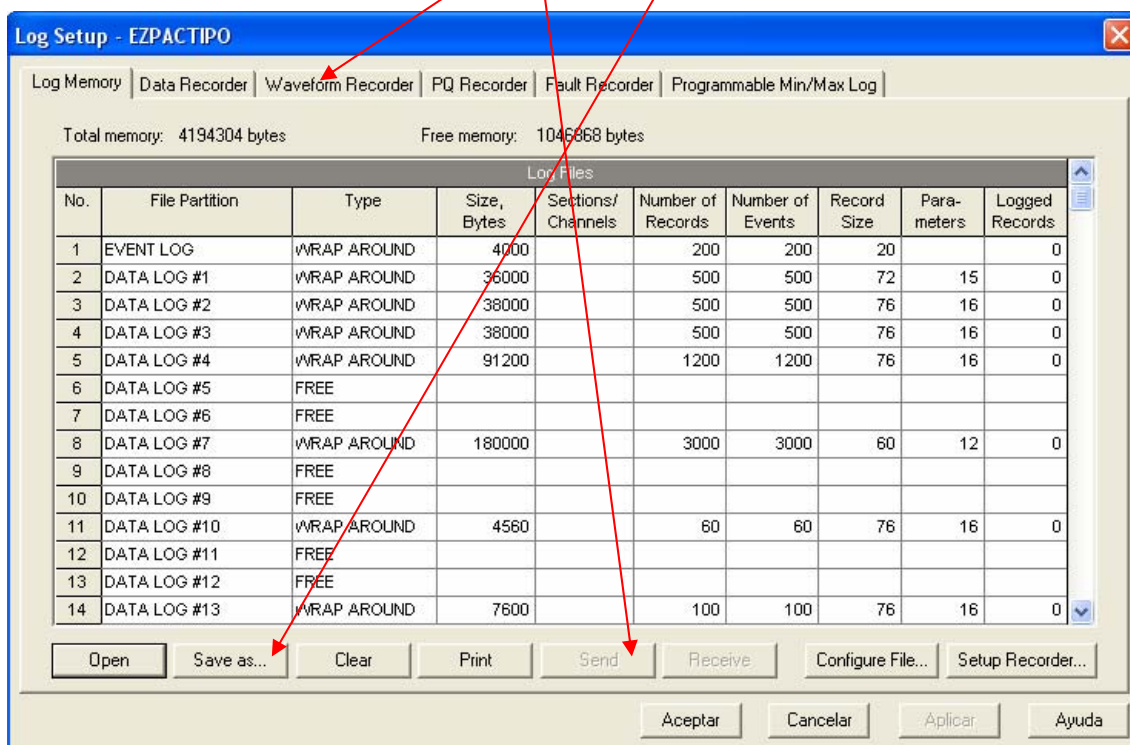 Log Setup - EZPACTIPO
Log Memory Data Recorder Waveform Recorder PQ Recorder Fault Recorder Programmable Min/Max Log
Total memory: 4194304 bytes Free memory: 1046868 bytes
Log Files
No. File Partition Type Size, Bytes Sections/ Channels Number of Records Number of Events Record Size Para- meters Logged Records
1 EVENT LOG WRAP AROUND 4000 200 200 20 0
2 DATA LOG #1 WRAP AROUND 36000 500 500 72 15 0
3 DATA LOG #2 WRAP AROUND 38000 500 500 76 16 0
4 DATA LOG #3 WRAP AROUND 38000 500 500 76 16 0
5 DATA LOG #4 WRAP AROUND 91200 1200 1200 76 16 0
6 DATA LOG #5 FREE
7 DATA LOG #6 FREE
8 DATA LOG #7 WRAP AROUND 180000 3000 3000 60 12 0
9 DATA LOG #8 FREE
10 DATA LOG #9 FREE
11 DATA LOG #10 WRAP AROUND 4560 60 60 76 16 0
12 DATA LOG #11 FREE
13 DATA LOG #12 FREE
14 DATA LOG #13 WRAP AROUND 7600 100 100 76 16 0
Open Save as... Clear Print Send Receive Configure File... Setup Recorder...
Aceptar Cancelar Aplicar Ayuda